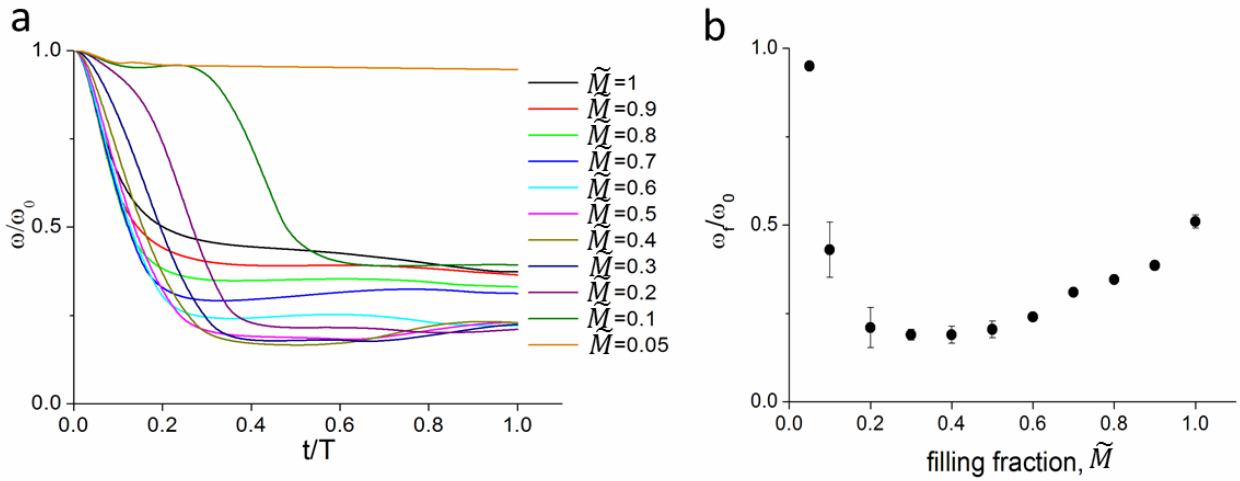 a
1.0
0.5
0.0
ω/ω₀
0.0 0.2 0.4 0.6 0.8 1.0
t/T
M̃=1
M̃=0.9
M̃=0.8
M̃=0.7
M̃=0.6
M̃=0.5
M̃=0.4
M̃=0.3
M̃=0.2
M̃=0.1
M̃=0.05
b
1.0
0.5
0.0
ω_f/ω₀
0.0 0.2 0.4 0.6 0.8 1.0
filling fraction, M̃